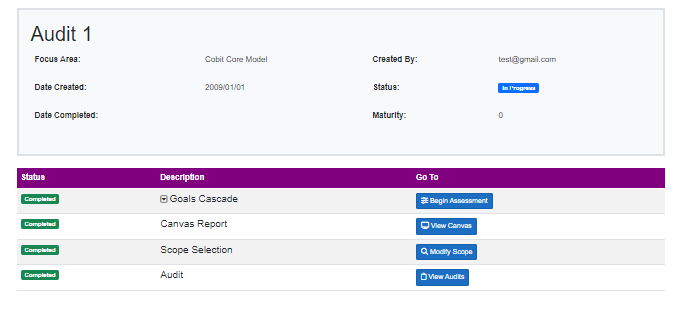 Audit 1
Focus Area: Cobit Core Model Created By: test@gmail.com
Date Created: 2009/01/01 Status: In Progress
Date Completed: Maturity: 0
Status Description Go To
Completed Goals Cascade Begin Assessment
Completed Canvas Report View Canvas
Completed Scope Selection Modify Scope
Completed Audit View Audits